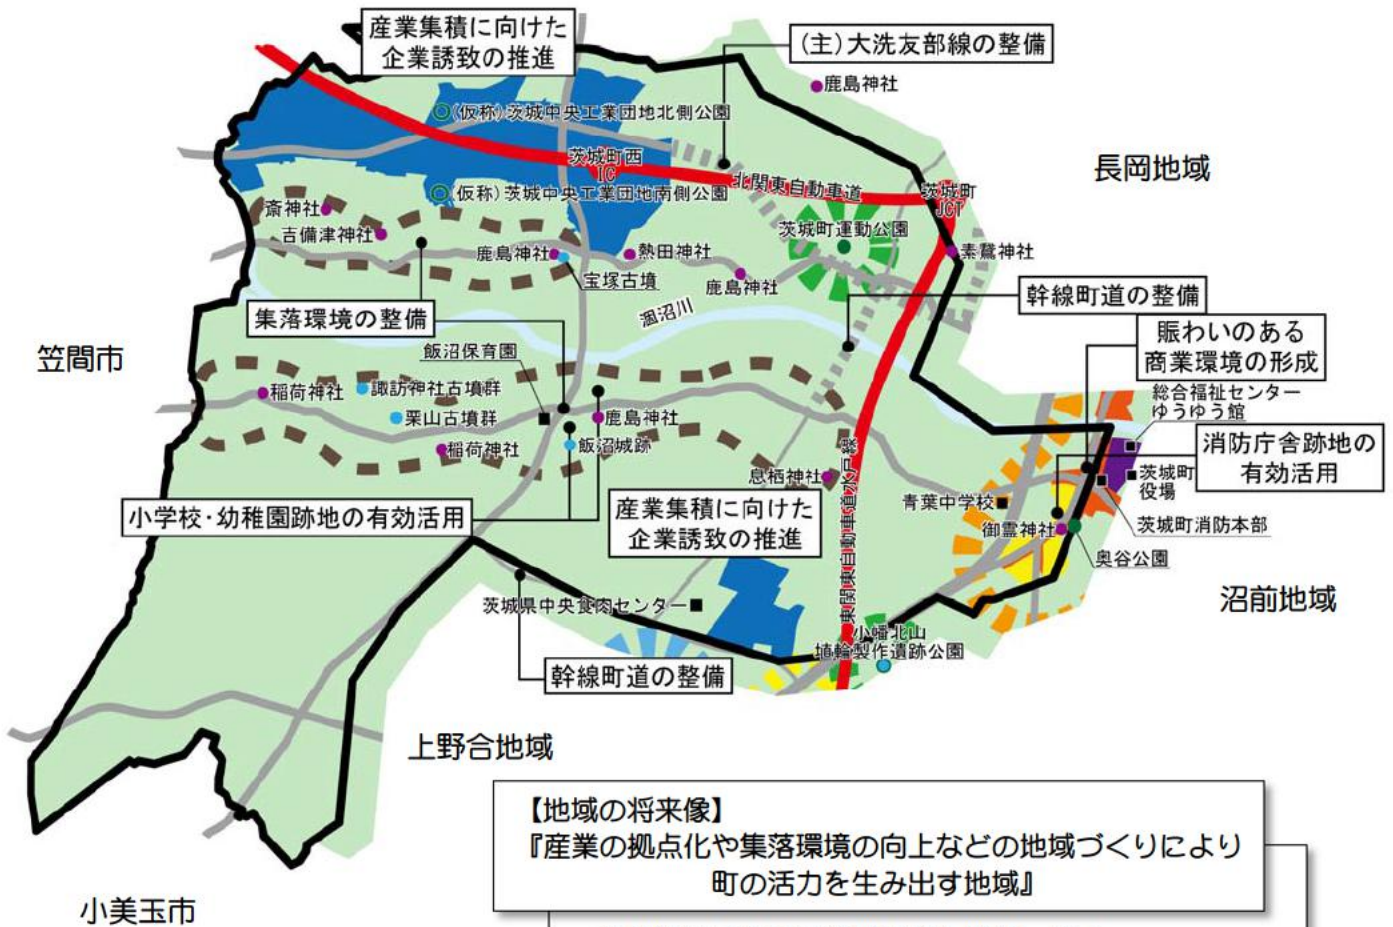 産業集積に向けた
企業誘致の推進
(主)大洗友部線の整備
鹿島神社
(仮称)茨城中央工業団地北側公園
長岡地域
茨城町西
IC
北関東自動車道
茨城町
JCT
(仮称)茨城中央工業団地南側公園
斎神社
吉備津神社
茨城町運動公園
鹿島神社
熱田神社
素鵞神社
宝塚古墳
鹿島神社
幹線町道の整備
集落環境の整備
涸沼川
賑わいのある
商業環境の形成
笠間市
飯沼保育園
稲荷神社
諏訪神社古墳群
総合福祉センター
ゆうゆう館
栗山古墳群
鹿島神社
飯沼城跡
稲荷神社
消防庁舎跡地の
有効活用
息栖神社
東関東自動車道水戸線
茨城町
役場
青葉中学校
小学校・幼稚園跡地の有効活用
産業集積に向けた
企業誘致の推進
御霊神社
茨城町消防本部
奥谷公園
茨城県中央食肉センター
沼前地域
小幡北山
埴輪製作遺跡公園
幹線町道の整備
上野合地域
小美玉市
【地域の将来像】
『産業の拠点化や集落環境の向上などの地域づくりにより
町の活力を生み出す地域』